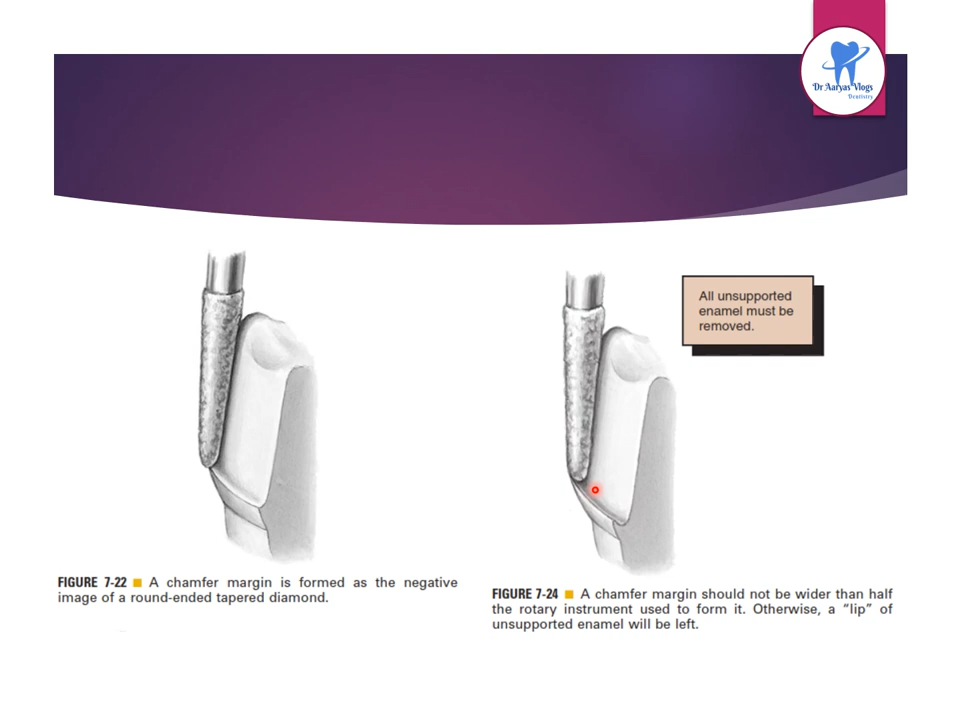 Dr Aaryas Vlogs
Dentistry
All unsupported
enamel must be
removed.
FIGURE 7-22 ■ A chamfer margin is formed as the negative
image of a round-ended tapered diamond.
FIGURE 7-24 ■ A chamfer margin should not be wider than half
the rotary instrument used to form it. Otherwise, a “lip” of
unsupported enamel will be left.